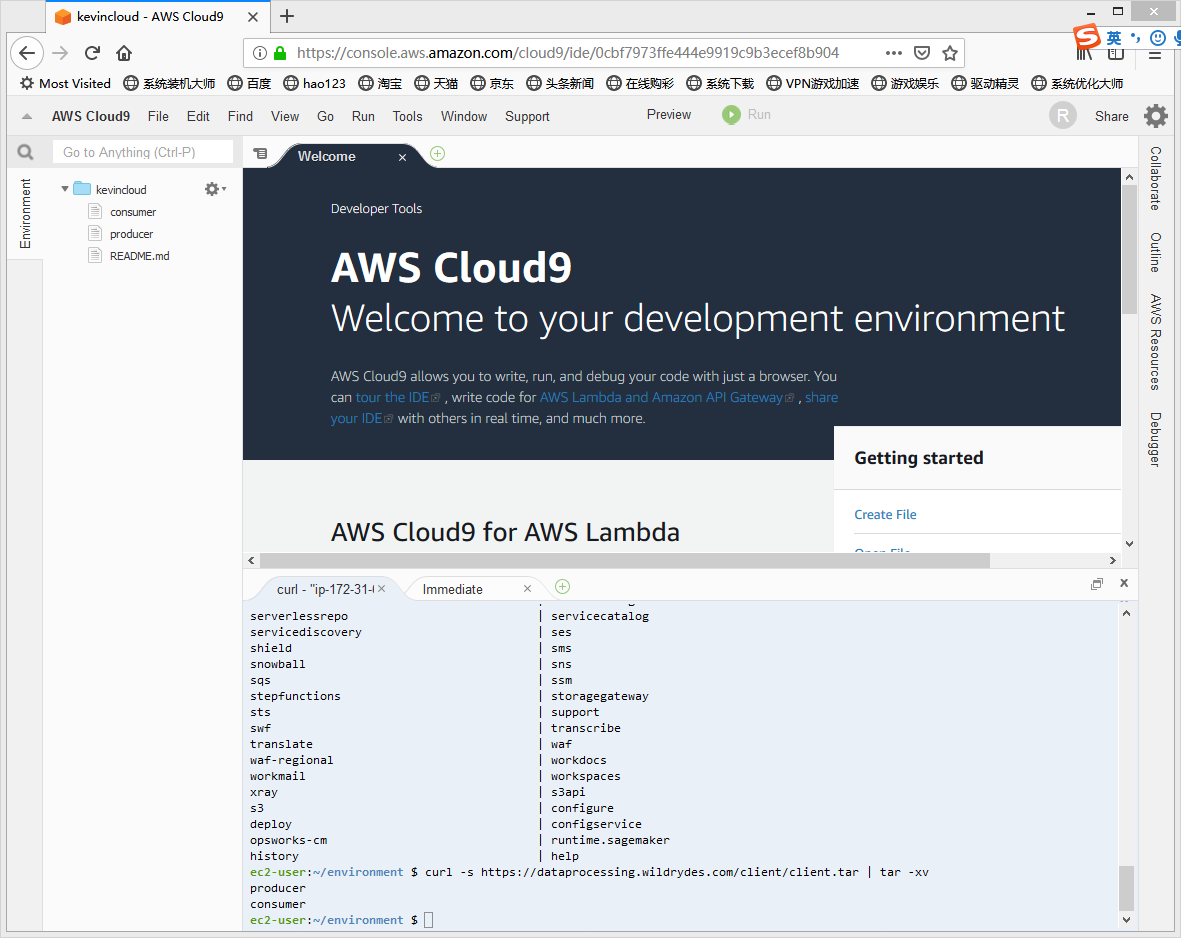 kevincloud - AWS Cloud9
https://console.aws.amazon.com/cloud9/ide/0cbf7973ffe444e9919c9b3ecef8b904
英
Most Visited 系统装机大师 百度 hao123 淘宝 天猫 京东 头条新闻 在线购彩 系统下载 VPN游戏加速 游戏娱乐 驱动精灵 系统优化大师
AWS Cloud9 File Edit Find View Go Run Tools Window Support Preview Run R Share
Go to Anything (Ctrl-P)
Welcome
Environment
kevincloud
consumer
producer
README.md
Collaborate
Outline
AWS Resources
Debugger
Developer Tools
AWS Cloud9
Welcome to your development environment
AWS Cloud9 allows you to write, run, and debug your code with just a browser. You
can tour the IDE , write code for AWS Lambda and Amazon API Gateway , share
your IDE with others in real time, and much more.
Getting started
Create File
Open File
AWS Cloud9 for AWS Lambda
curl - "ip-172-31- Immediate
serverlessrepo | servicecatalog
servicediscovery | ses
shield | sms
snowball | sns
sqs | ssm
stepfunctions | storagegateway
sts | support
swf | transcribe
translate | waf
waf-regional | workdocs
workmail | workspaces
xray | s3api
s3 | configure
deploy | configservice
opsworks-cm | runtime.sagemaker
history | help
ec2-user:~/environment $ curl -s https://dataprocessing.wildrydes.com/client/client.tar | tar -xv
producer
consumer
ec2-user:~/environment $